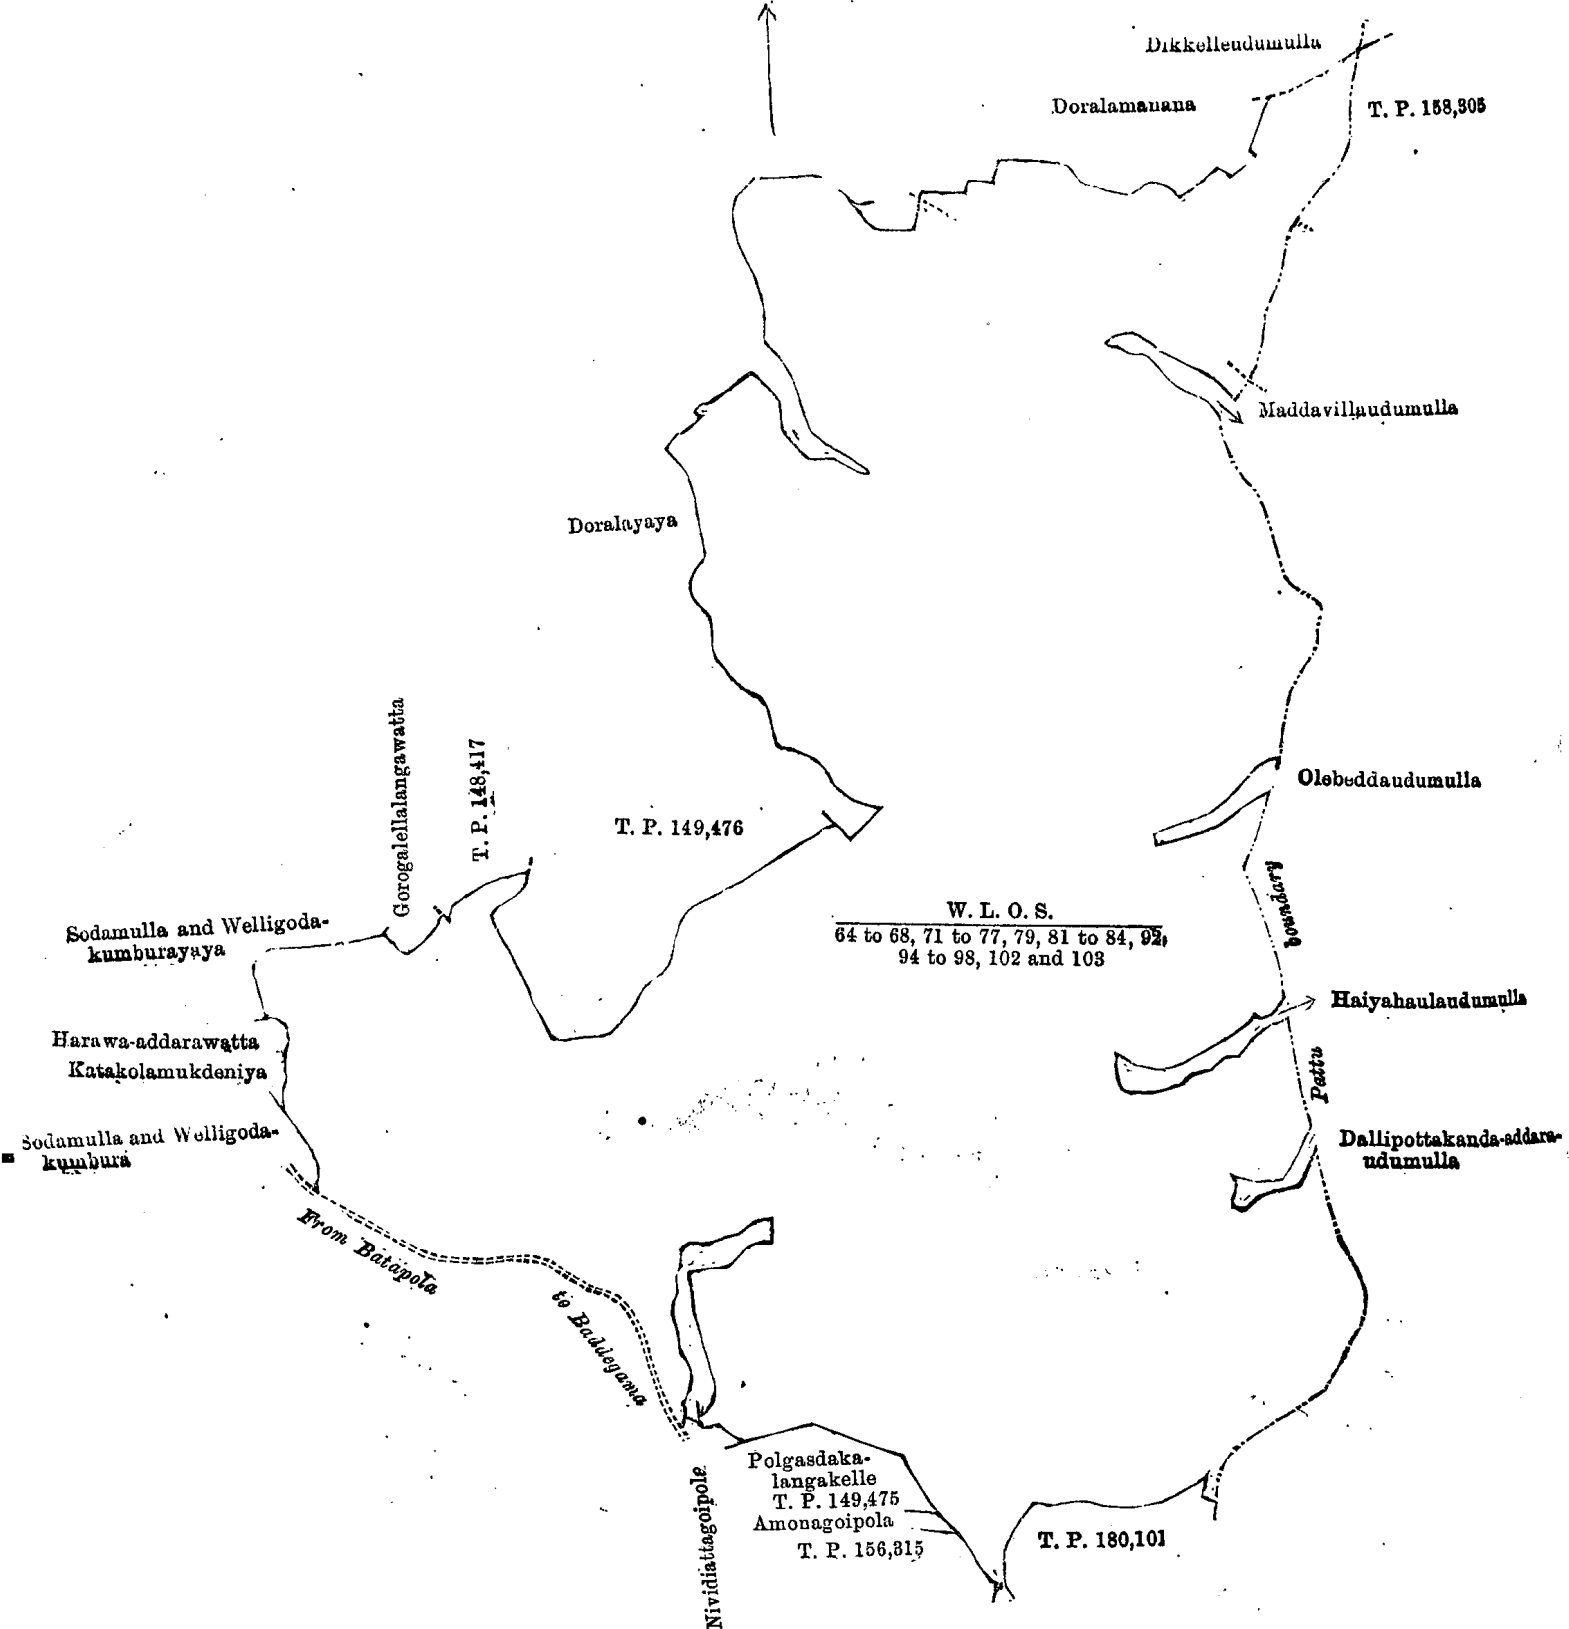 Dikkelleudumulla
Doralamanana
T. P. 158,305
Maddavillaudumulla
Doralayaya
Gorogalellalangawatta
T. P. 148,417
T. P. 149,476
Olobeddaudumulla
boundary
W. L. O. S.
64 to 68, 71 to 77, 79, 81 to 84, 92,
94 to 98, 102 and 103
Sodamulla and Welligoda-
kumburayaya
Haiyahaulaudumulla
Harawa-addarawatta
Katakolamukdeniya
Pattu
Sodamulla and Welligoda-
kumbura
Dallipottakanda-addara-
udumulla
From Batapola
to Baddegama
Nividiattagoipola
Polgasdaka-
langakelle
T. P. 149,475
Amonagoipola
T. P. 156,315
T. P. 180,101